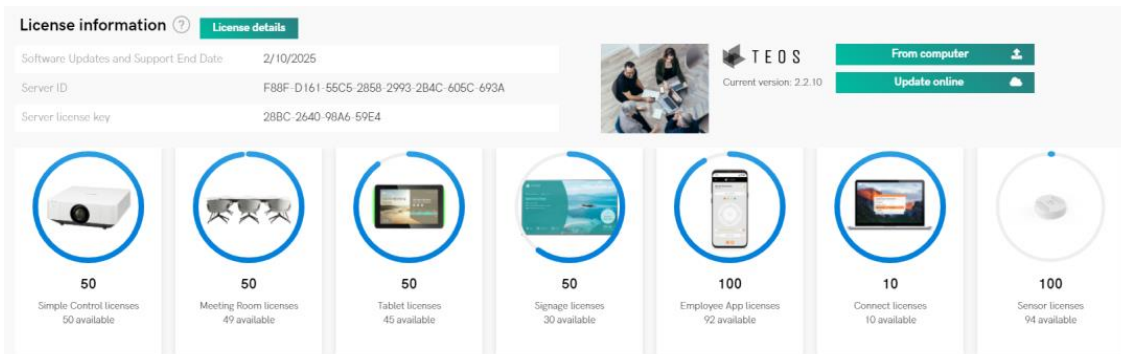 License information ? License details
Software Updates and Support End Date 2/10/2025
Server ID F88F-D161-55C5-2858-2993-2B4C-605C-693A
Server license key 28BC-2640-98A6-59E4
TEOS
Current version: 2.2.10
From computer
Update online
50
Simple Control licenses
50 available
50
Meeting Room licenses
49 available
50
Tablet licenses
45 available
50
Signage licenses
30 available
100
Employee App licenses
92 available
10
Connect licenses
10 available
100
Sensor licenses
94 available